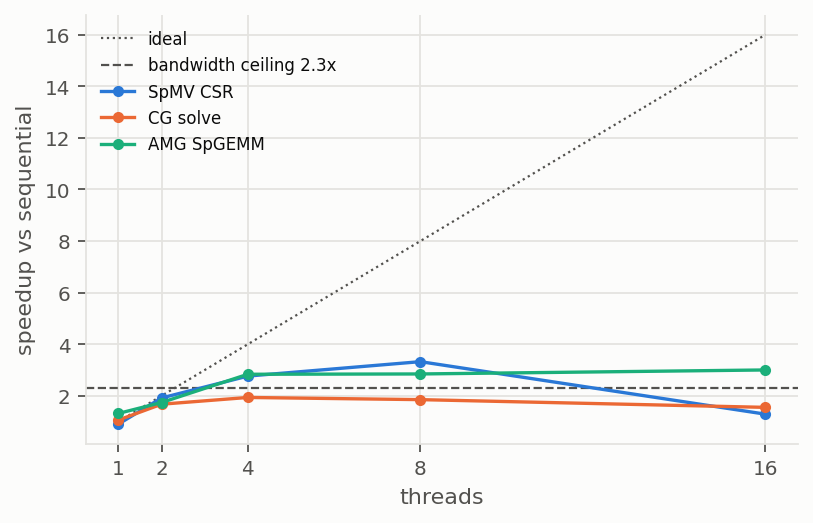 speedup vs sequential
16
14
12
10
8
6
4
2
ideal
bandwidth ceiling 2.3x
SpMV CSR
CG solve
AMG SpGEMM
1 2 4 8 16
threads